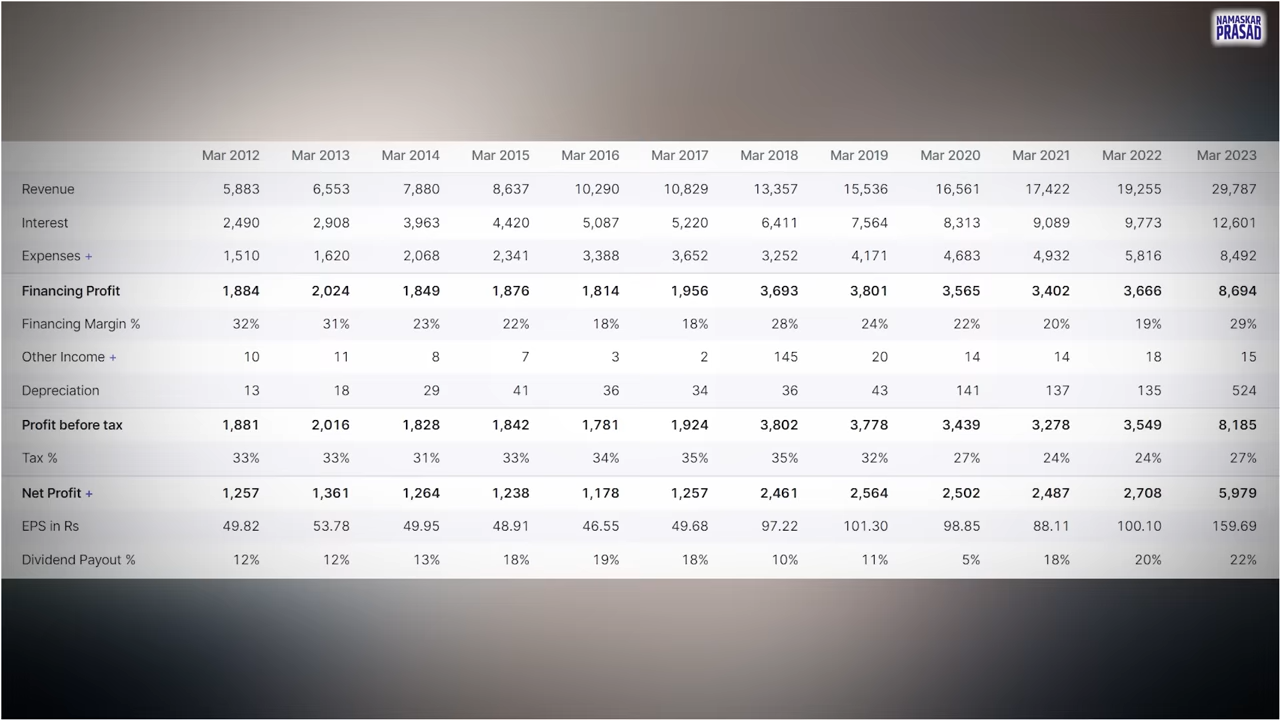 NAMASKAR
PRASAD
Mar 2012 Mar 2013 Mar 2014 Mar 2015 Mar 2016 Mar 2017 Mar 2018 Mar 2019 Mar 2020 Mar 2021 Mar 2022 Mar 2023
Revenue 5,883 6,553 7,880 8,637 10,290 10,829 13,357 15,536 16,561 17,422 19,255 29,787
Interest 2,490 2,908 3,963 4,420 5,087 5,220 6,411 7,564 8,313 9,089 9,773 12,601
Expenses + 1,510 1,620 2,068 2,341 3,388 3,652 3,252 4,171 4,683 4,932 5,816 8,492
Financing Profit 1,884 2,024 1,849 1,876 1,814 1,956 3,693 3,801 3,565 3,402 3,666 8,694
Financing Margin % 32% 31% 23% 22% 18% 18% 28% 24% 22% 20% 19% 29%
Other Income + 10 11 8 7 3 2 145 20 14 14 18 15
Depreciation 13 18 29 41 36 34 36 43 141 137 135 524
Profit before tax 1,881 2,016 1,828 1,842 1,781 1,924 3,802 3,778 3,439 3,278 3,549 8,185
Tax % 33% 33% 31% 33% 34% 35% 35% 32% 27% 24% 24% 27%
Net Profit + 1,257 1,361 1,264 1,238 1,178 1,257 2,461 2,564 2,502 2,487 2,708 5,979
EPS in Rs 49.82 53.78 49.95 48.91 46.55 49.68 97.22 101.30 98.85 88.11 100.10 159.69
Dividend Payout % 12% 12% 13% 18% 19% 18% 10% 11% 5% 18% 20% 22%